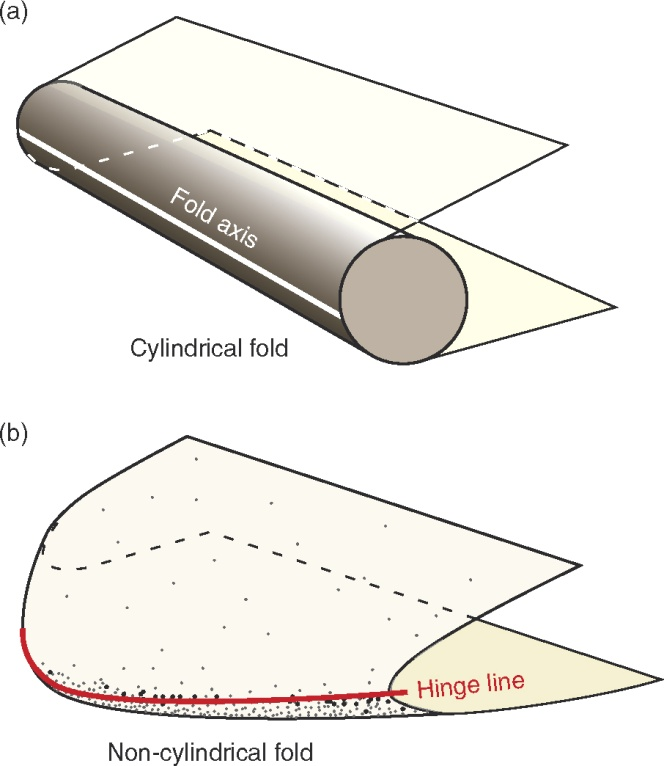 (a)
Fold axis
Cylindrical fold
(b)
Hinge line
Non-cylindrical fold